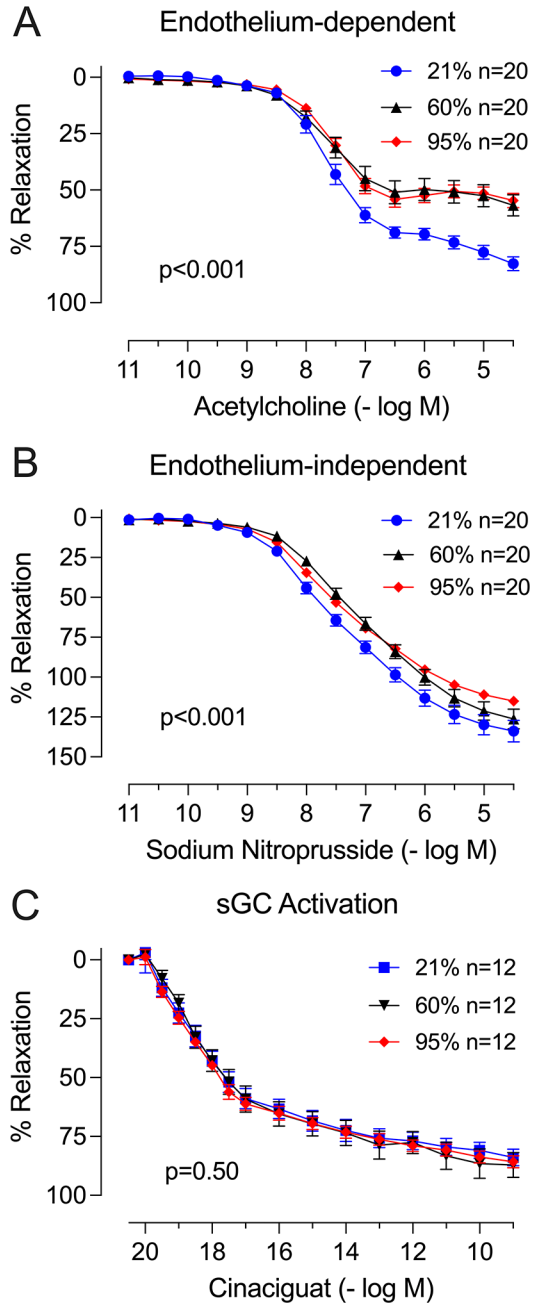 A
Endothelium-dependent
0
25
50
75
100
% Relaxation
21% n=20
60% n=20
95% n=20
p<0.001
11 10 9 8 7 6 5
Acetylcholine (- log M)
B
Endothelium-independent
0
25
50
75
100
125
150
% Relaxation
21% n=20
60% n=20
95% n=20
p<0.001
11 10 9 8 7 6 5
Sodium Nitroprusside (- log M)
C
sGC Activation
0
25
50
75
100
% Relaxation
21% n=12
60% n=12
95% n=12
p=0.50
20 18 16 14 12 10
Cinaciguat (- log M)